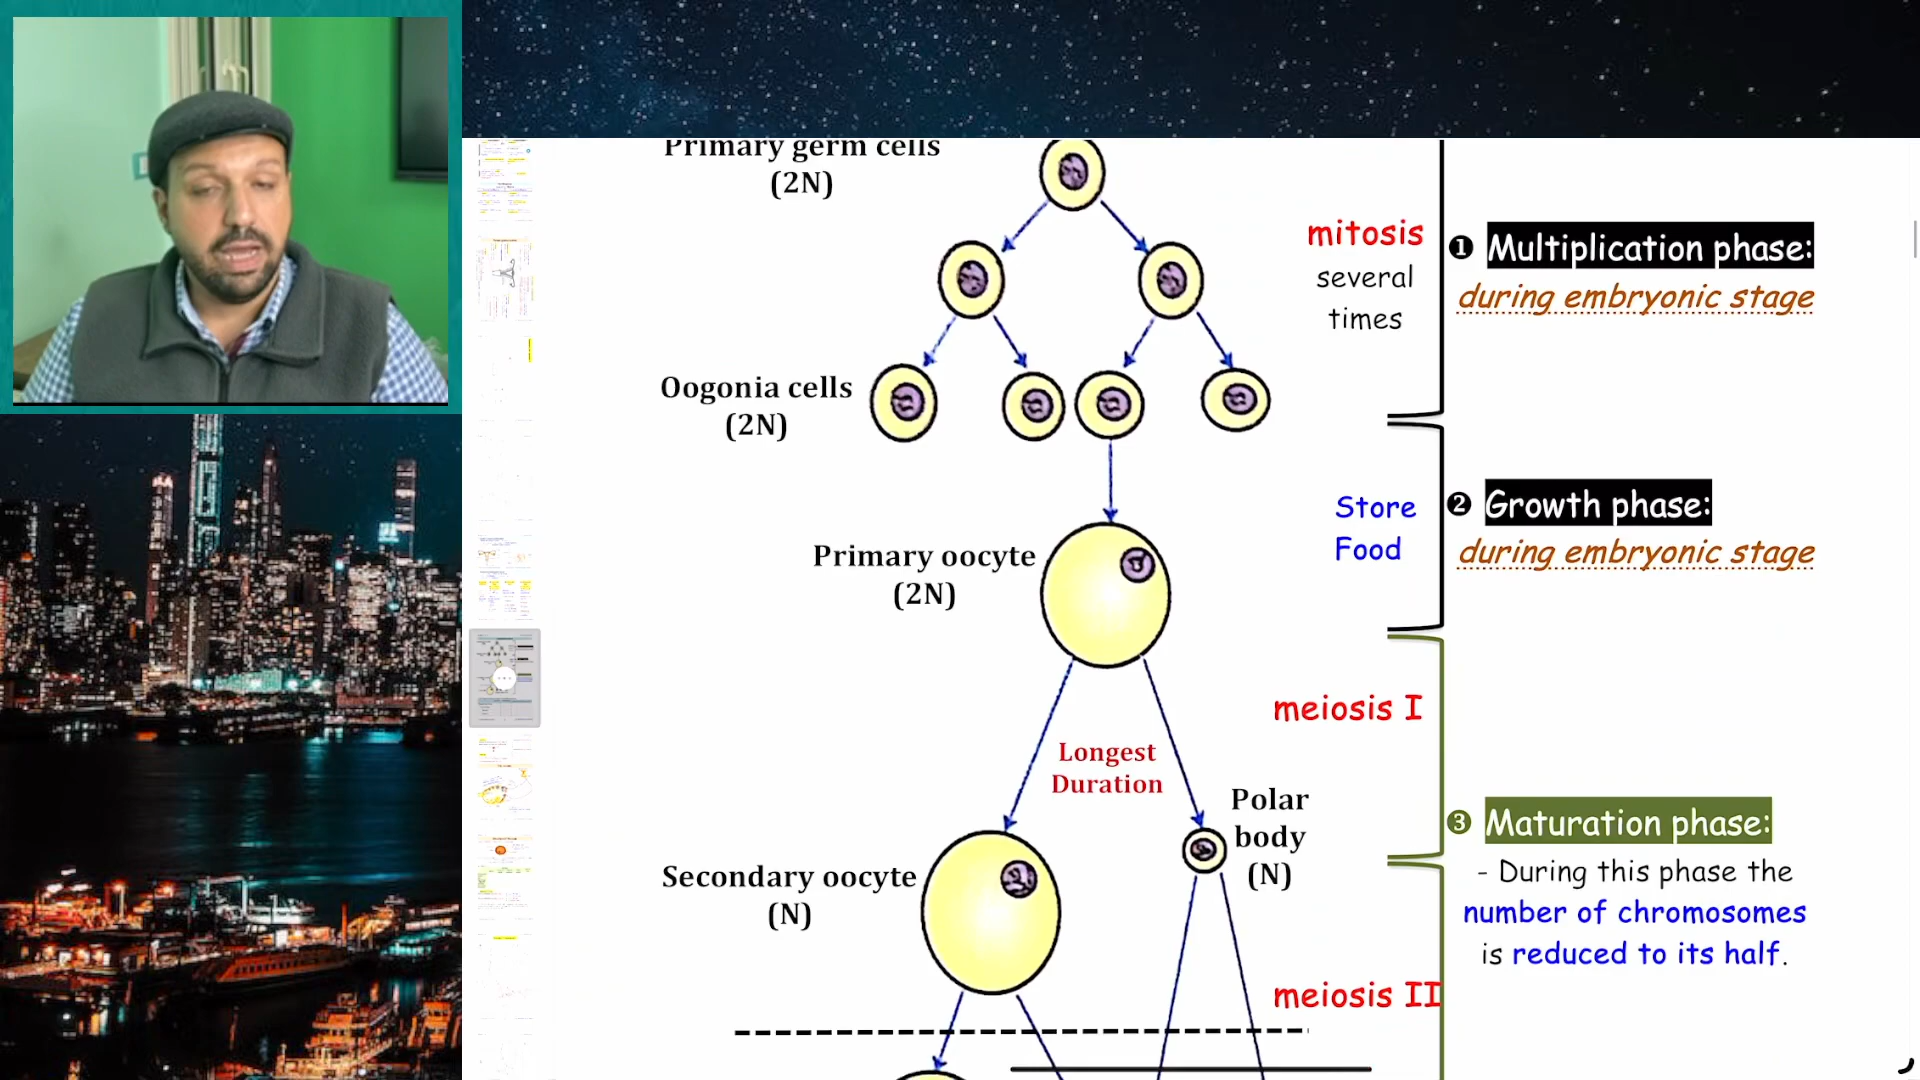 Primary germ cells
(2N)
mitosis
several
times
❶ Multiplication phase:
during embryonic stage
Oogonia cells
(2N)
Store
Food
❷ Growth phase:
during embryonic stage
Primary oocyte
(2N)
meiosis I
Longest
Duration
Polar
body
(N)
❸ Maturation phase:
- During this phase the
number of chromosomes
is reduced to its half.
Secondary oocyte
(N)
meiosis II